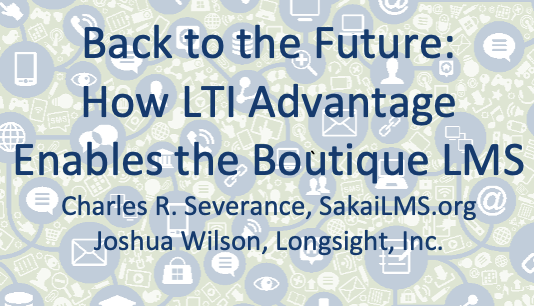 Back to the Future:
How LTI Advantage
Enables the Boutique LMS
Charles R. Severance, SakaiLMS.org
Joshua Wilson, Longsight, Inc.